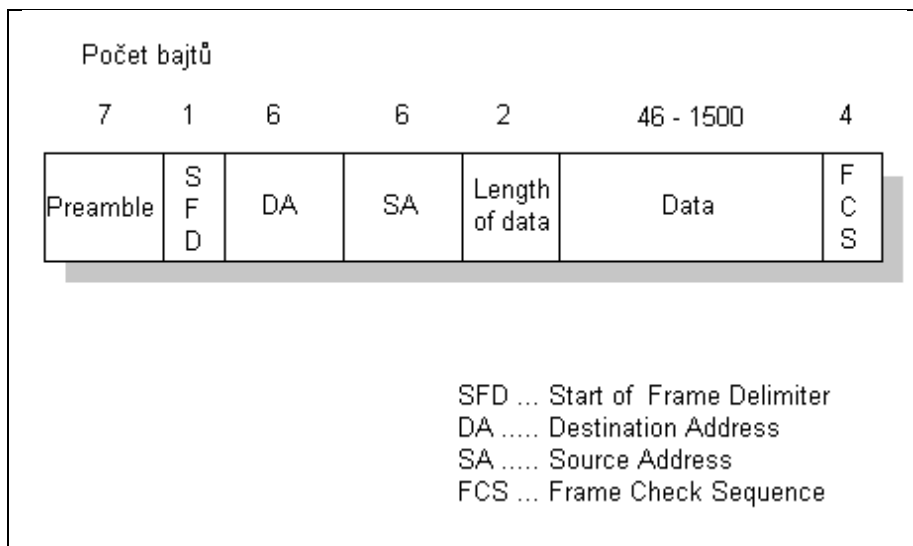 Počet bajtů
7 1 6 6 2 46 - 1500 4
Preamble
S
F
D
DA
SA
Length
of data
Data
F
C
S
SFD ... Start of Frame Delimiter
DA ..... Destination Address
SA ..... Source Address
FCS ... Frame Check Sequence